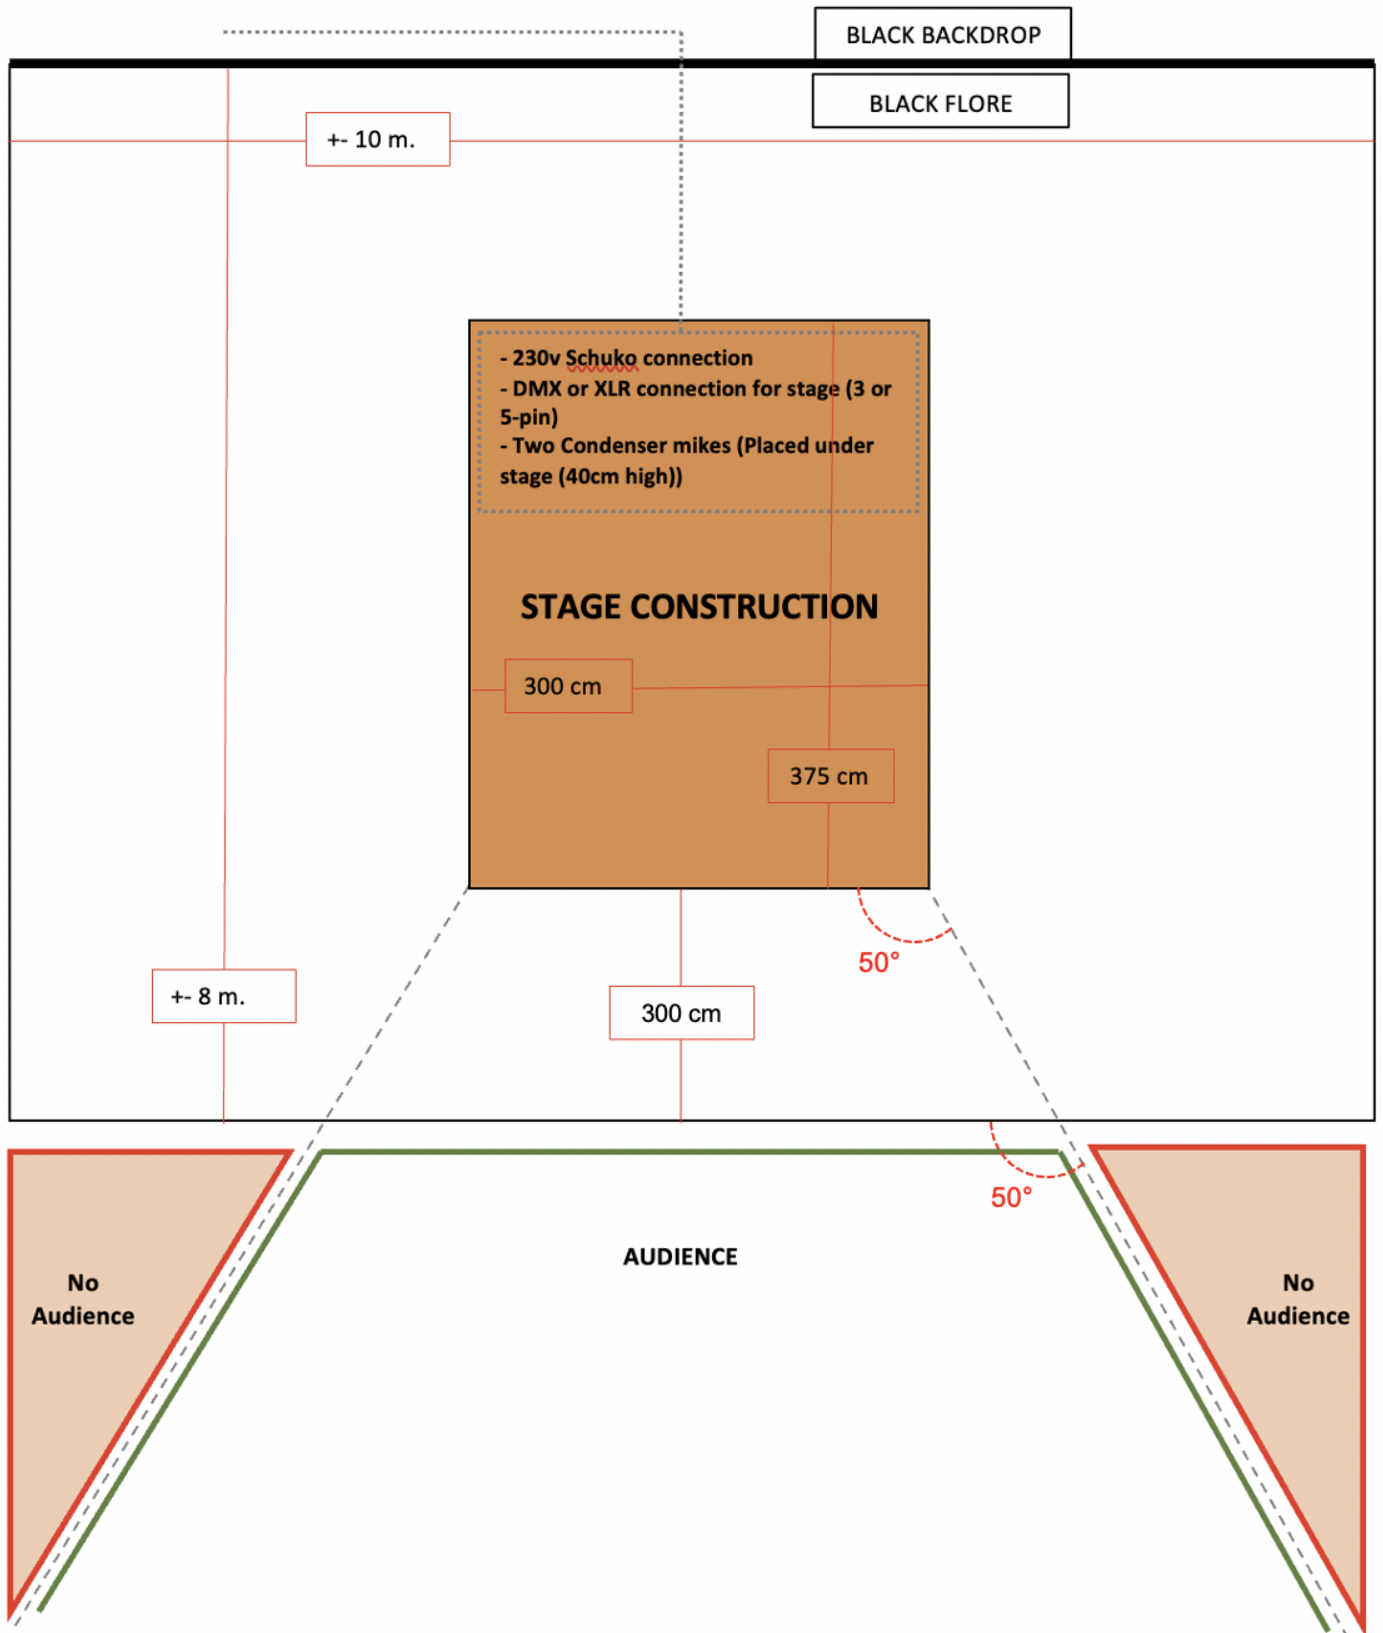 BLACK BACKDROP
BLACK FLORE
+- 10 m.
- 230v Schuko connection
- DMX or XLR connection for stage (3 or
5-pin)
- Two Condenser mikes (Placed under
stage (40cm high))
STAGE CONSTRUCTION
300 cm
375 cm
50°
+- 8 m.
300 cm
50°
AUDIENCE
No
Audience
No
Audience